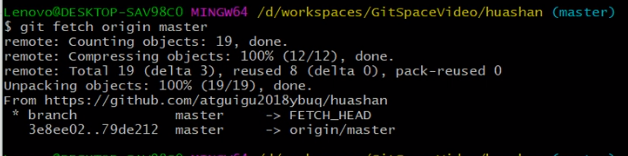 Lenovo@DESKTOP-SAV98C0 MINGW64 /d/workspaces/GitSpaceVideo/huashan (master)
$ git fetch origin master
remote: Counting objects: 19, done.
remote: Compressing objects: 100% (12/12), done.
remote: Total 19 (delta 3), reused 8 (delta 0), pack-reused 0
Unpacking objects: 100% (19/19), done.
From https://github.com/atguigu2018ybuq/huashan
* branch master -> FETCH_HEAD
3e8ee02..79de212 master -> origin/master